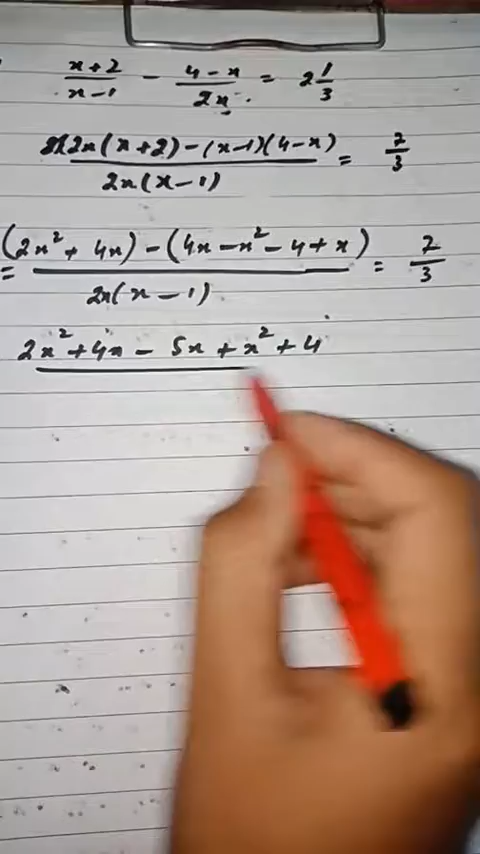 x+2/x-1 - 4-x/2x = 2 1/3
2x(x+2)-(x-1)(4-x)/2x(x-1) = 7/3
= (2x²+4x)-(4x-x²-4+x)/2x(x-1) = 7/3
2x²+4x-5x+x²+4